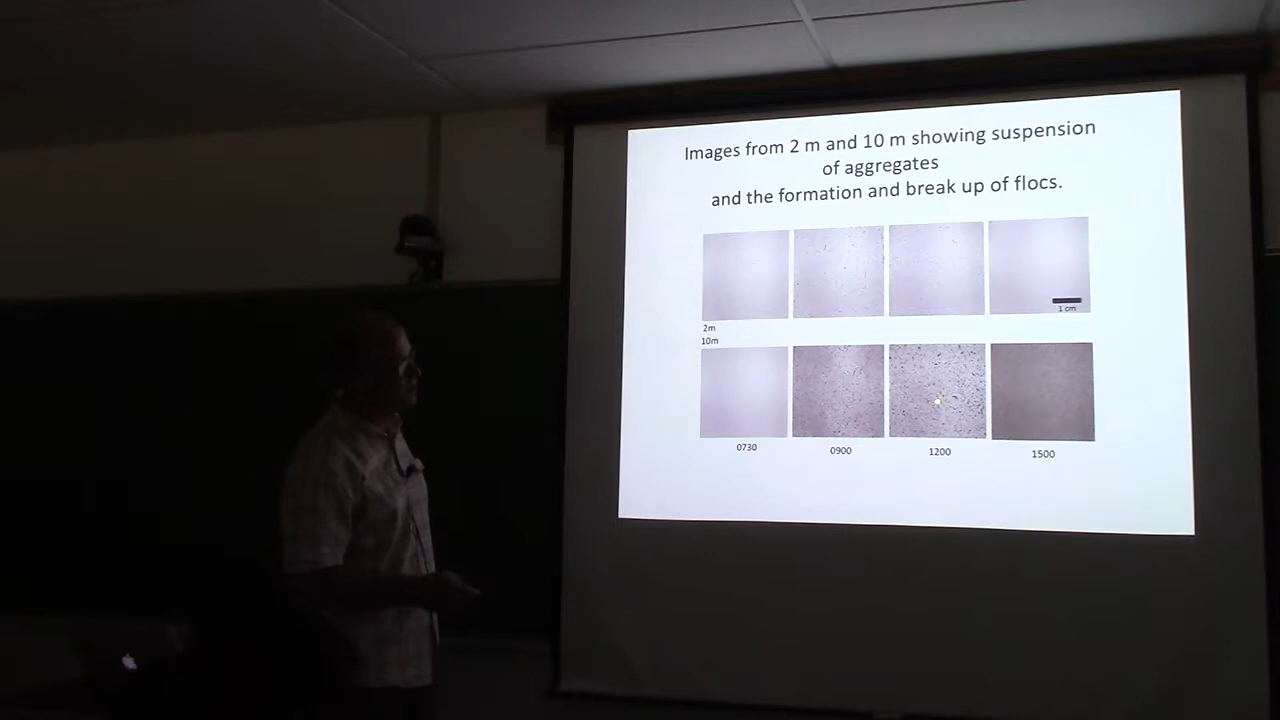 Images from 2 m and 10 m showing suspension
of aggregates
and the formation and break up of flocs.
1 cm
2m
10m
0730
0900
1200
1500